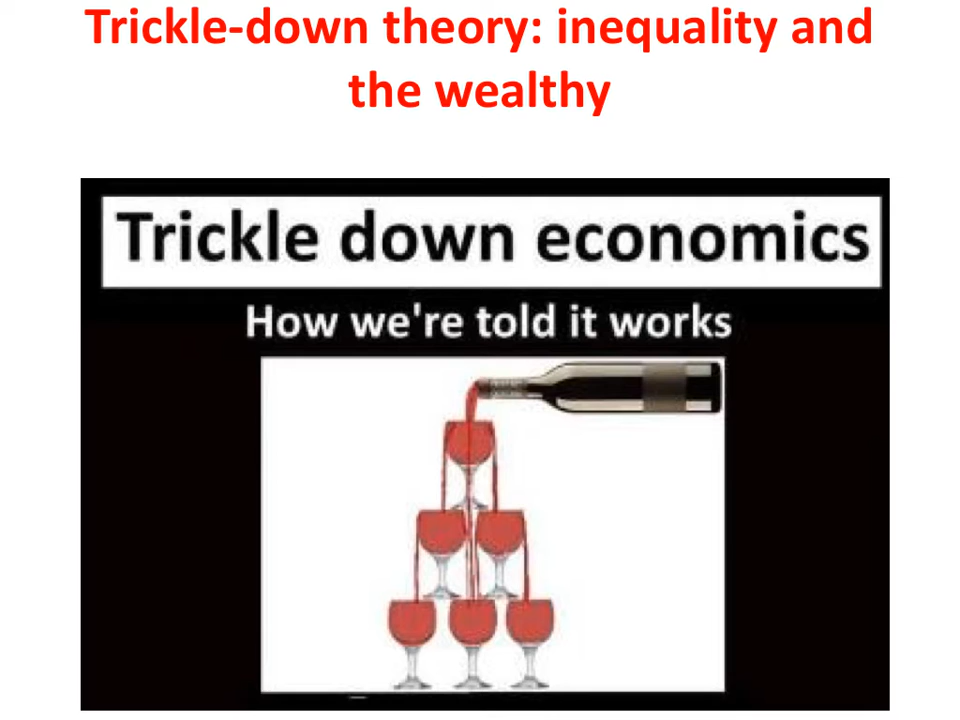 Trickle-down theory: inequality and
the wealthy
Trickle down economics
How we're told it works